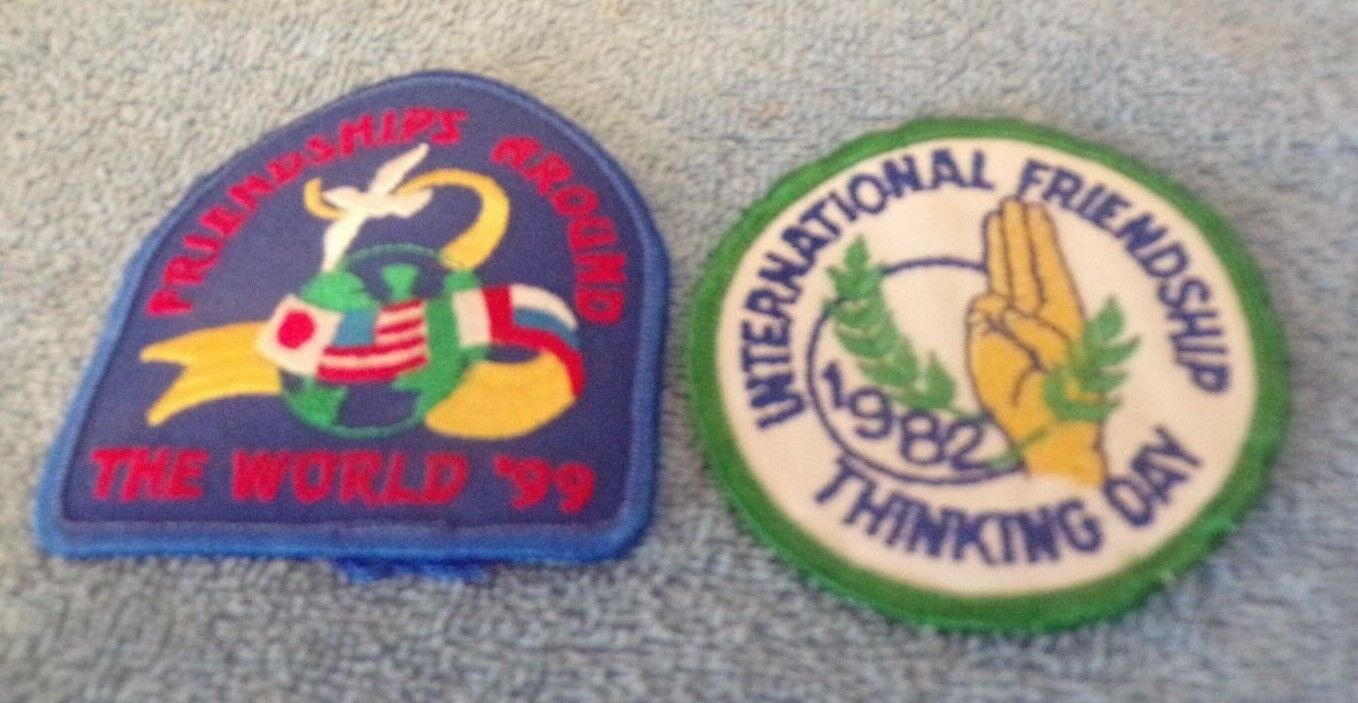 FRIENDSHIPS AROUND
THE WORLD '99
INTERNATIONAL FRIENDSHIP
1982
THINKING DAY